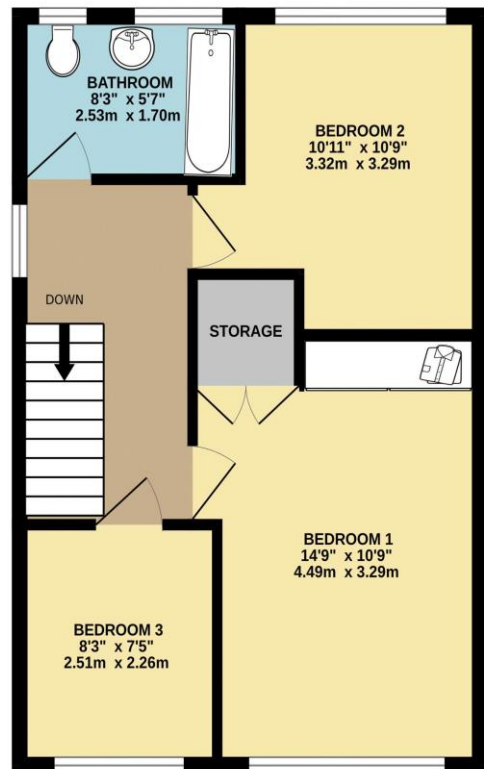 BATHROOM
8'3" x 5'7"
2.53m x 1.70m
BEDROOM 2
10'11" x 10'9"
3.32m x 3.29m
DOWN
STORAGE
BEDROOM 1
14'9" x 10'9"
4.49m x 3.29m
BEDROOM 3
8'3" x 7'5"
2.51m x 2.26m